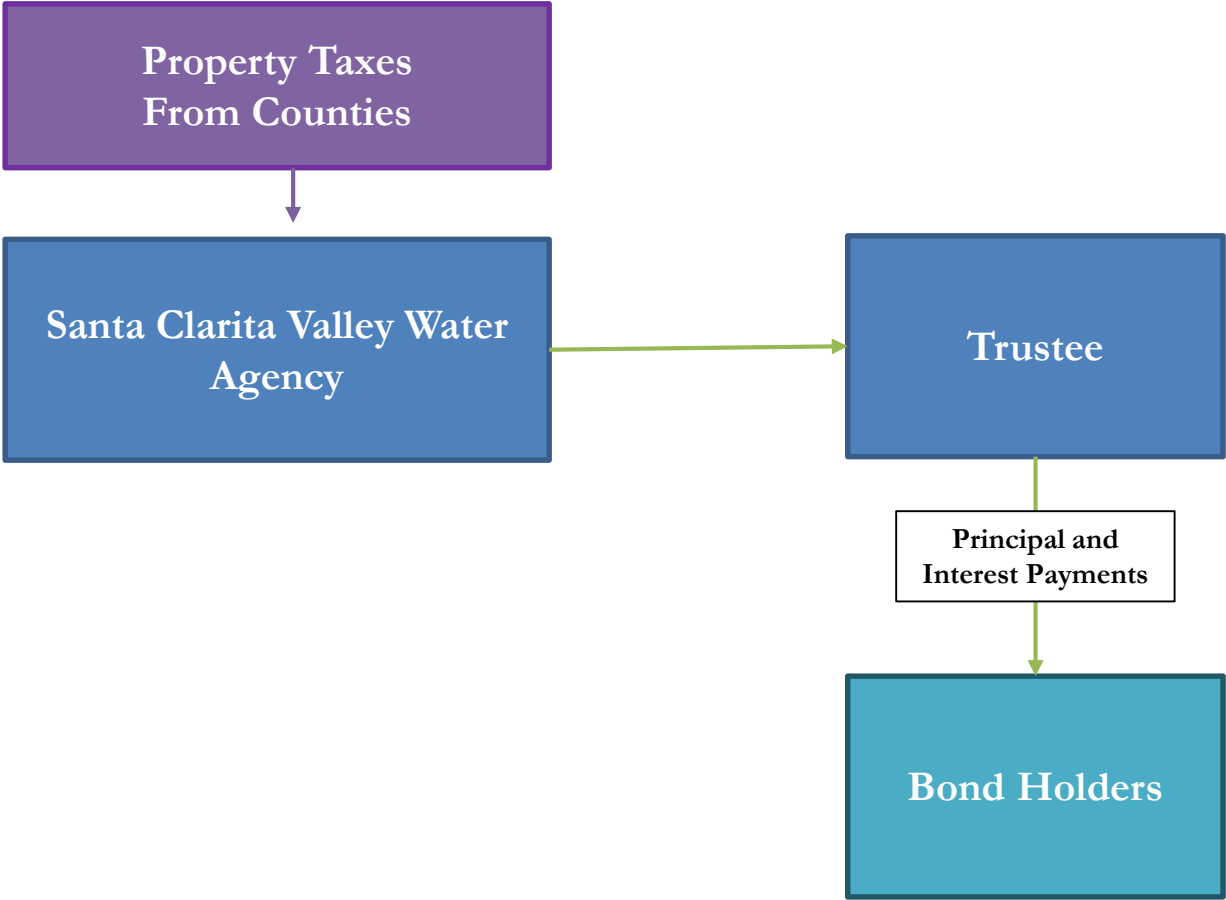 Property Taxes
From Counties
Santa Clarita Valley Water
Agency
Trustee
Principal and
Interest Payments
Bond Holders